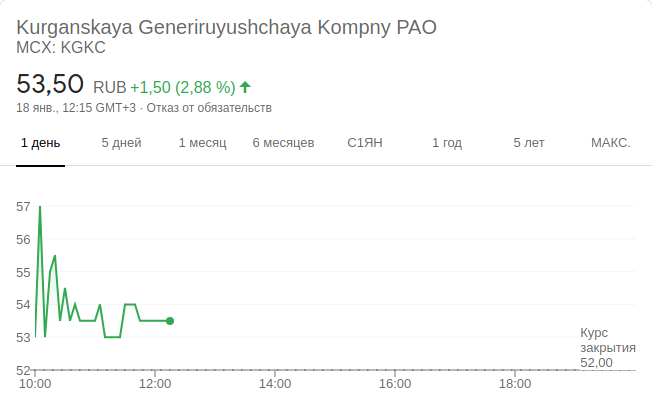 Kurganskaya Generiruyushchaya Kompny PAO
MCX: KGKC
53,50 RUB +1,50 (2,88 %)
18 янв., 12:15 GMT+3 · Отказ от обязательств
1 день 5 дней 1 месяц 6 месяцев С1ЯН 1 год 5 лет МАКС.
57
56
55
54
53
Курс
закрытия
52,00
52
10:00 12:00 14:00 16:00 18:00